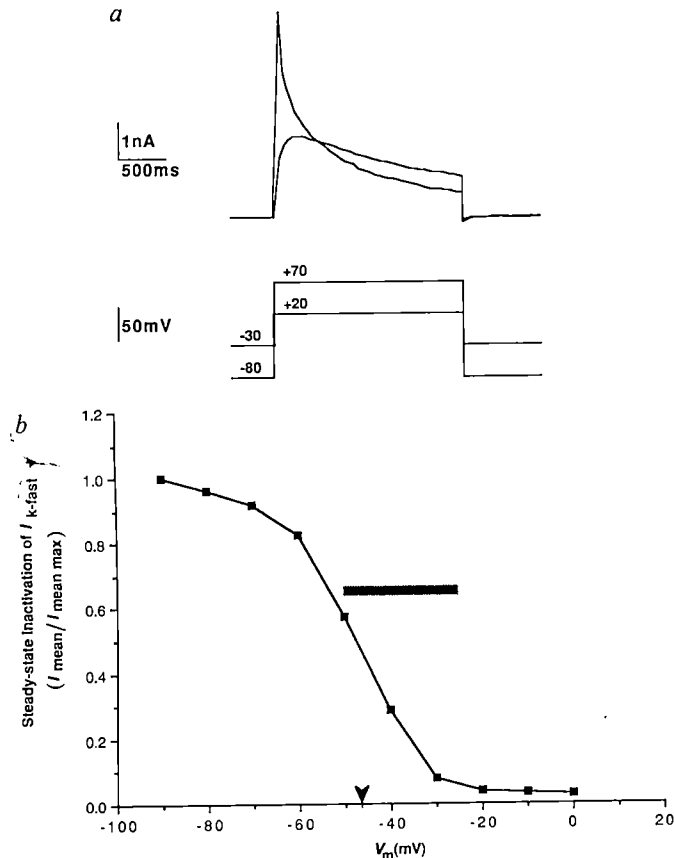 a
1nA
500ms
+70
+20
50mV
-30
-80
b
1.2
1.0
0.8
0.6
0.4
0.2
0.0
Steady-state Inactivation of I k-fast
( I mean / I mean max )
-100
-80
-60
-40
-20
0
20
Vm(mV)